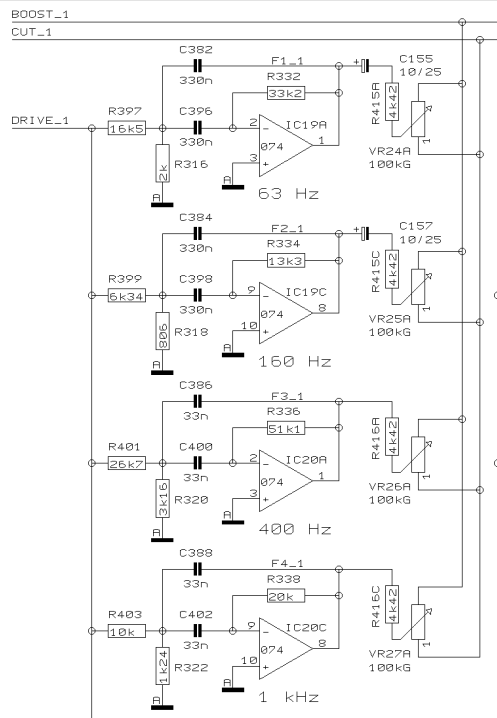 BOOST_1
CUT_1
C382
330n
F1_1
C155
10/25
R332
33k2
R415A
4k42
DRIVE_1
R397
16k5
C396
330n
2
IC19A
1
074
3
R316
2k
A
A
63 Hz
VR24A
100kG
1
C384
330n
F2_1
C157
10/25
R334
13k3
R415C
4k42
R399
6k34
C398
330n
9
IC19C
8
074
10
R318
806
A
A
160 Hz
VR25A
100kG
1
C386
33n
F3_1
R336
51k1
R416A
4k42
R401
26k7
C400
33n
2
IC20A
1
074
3
R320
3k16
A
A
400 Hz
VR26A
100kG
1
C388
33n
F4_1
R338
20k
R416C
4k42
R403
10k
C402
33n
9
IC20C
8
074
10
R322
1k24
A
A
1 kHz
VR27A
100kG
1